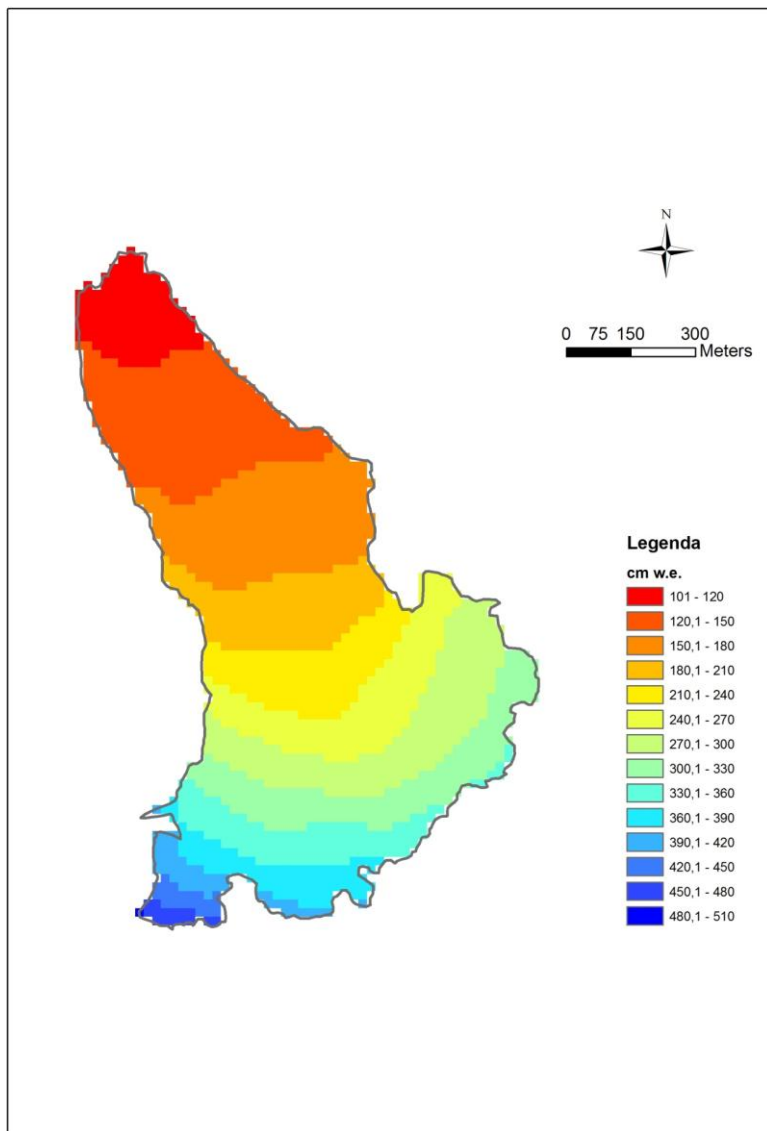 N
0 75 150 300
Meters
Legenda
cm w.e.
101 - 120
120,1 - 150
150,1 - 180
180,1 - 210
210,1 - 240
240,1 - 270
270,1 - 300
300,1 - 330
330,1 - 360
360,1 - 390
390,1 - 420
420,1 - 450
450,1 - 480
480,1 - 510